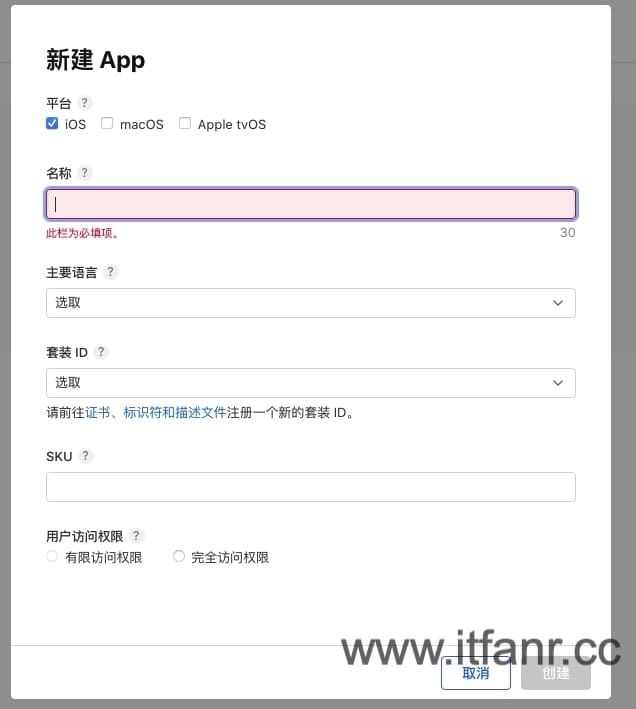 新建 App
平台 ?
iOS macOS Apple tvOS
名称 ?
此栏为必填项。 30
主要语言 ?
选取
套装 ID ?
选取
请前往证书、标识符和描述文件注册一个新的套装 ID。
SKU ?
用户访问权限 ?
有限访问权限 完全访问权限
www.itfanr.cc
取消 创建